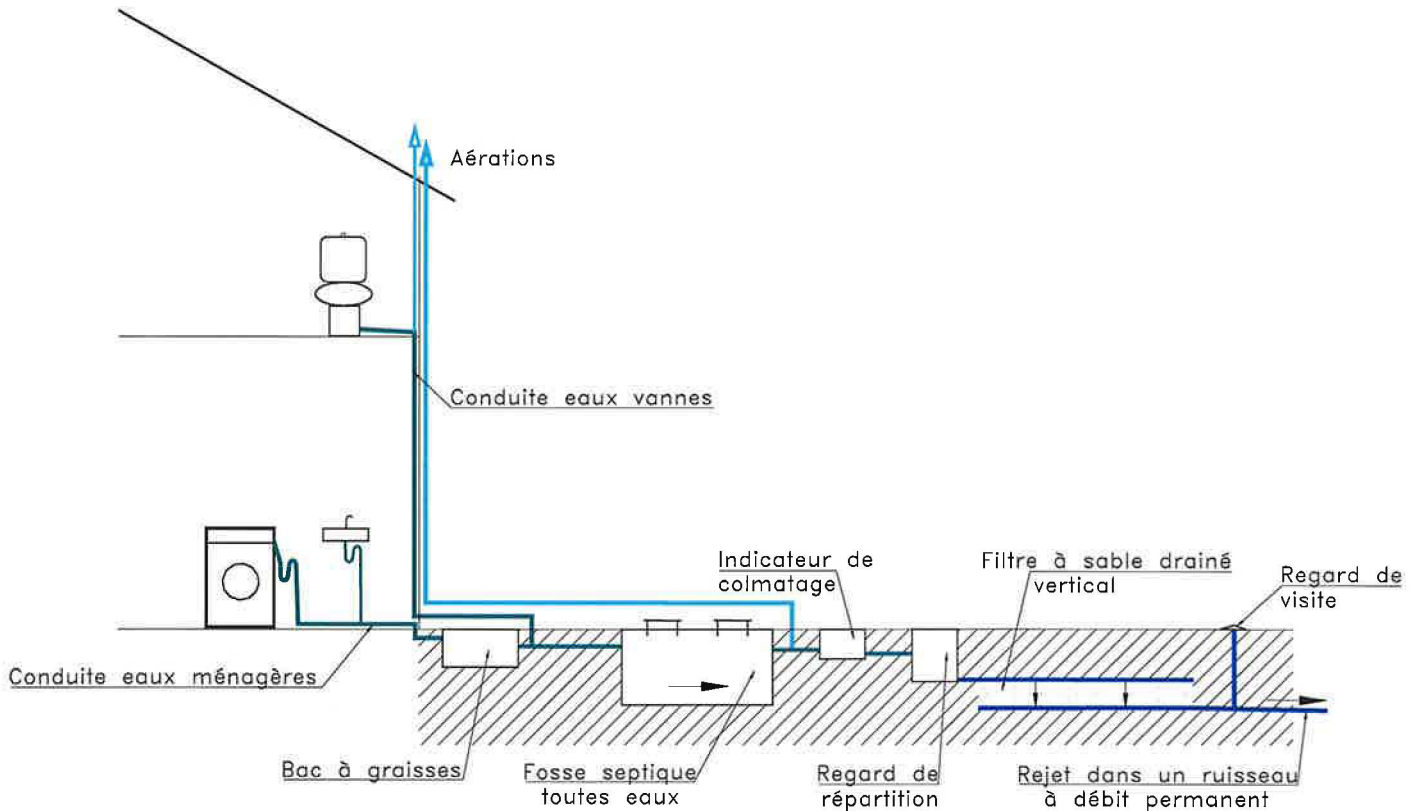 Aérations
Conduite eaux vannes
Indicateur de
colmatage
Filtre à sable drainé
vertical
Regard de
visite
Conduite eaux ménagères
Bac à graisses
Fosse septique
toutes eaux
Regard de
répartition
Rejet dans un ruisseau
à débit permanent